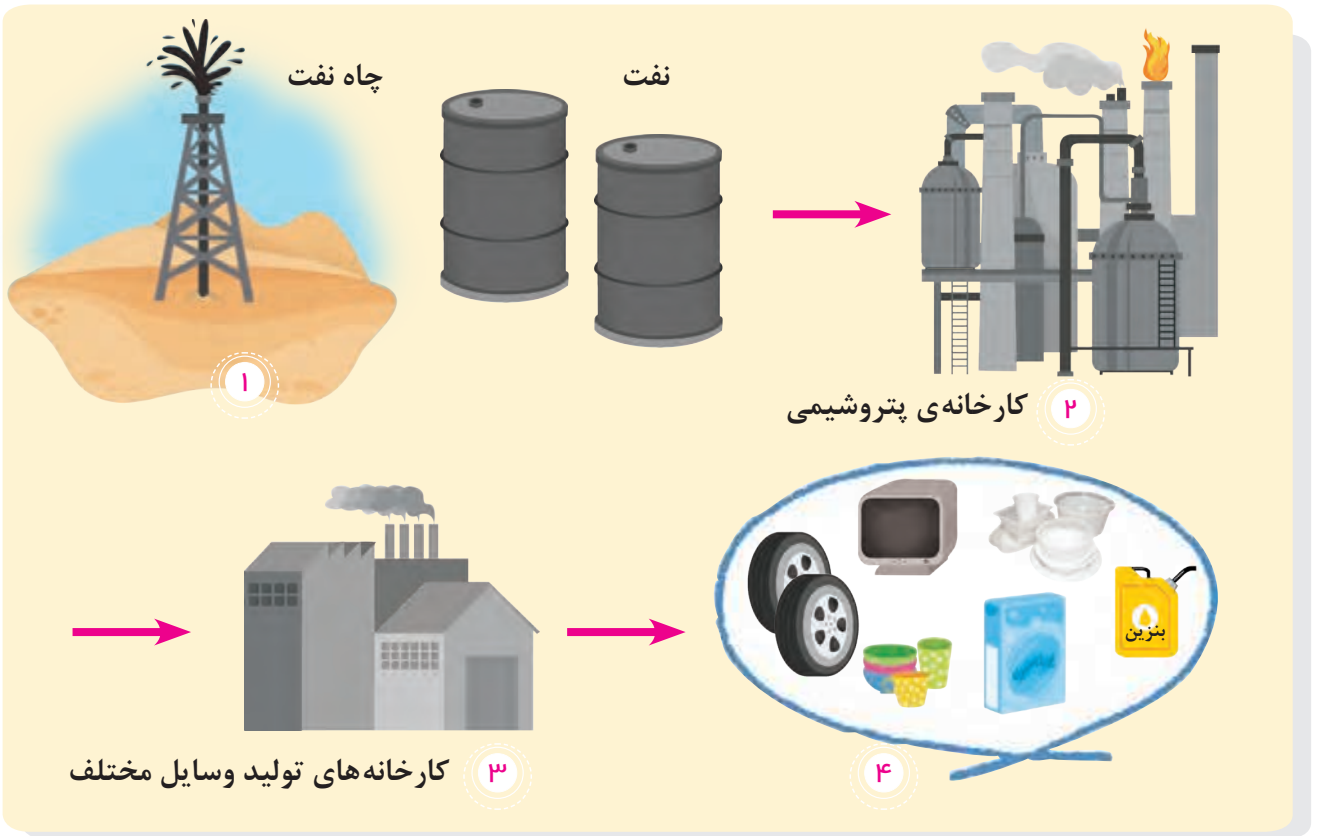 چاه نفت
نفت
۱
۲ کارخانه‌ی پتروشیمی
بنزین
۳ کارخانه‌های تولید وسایل مختلف
۴